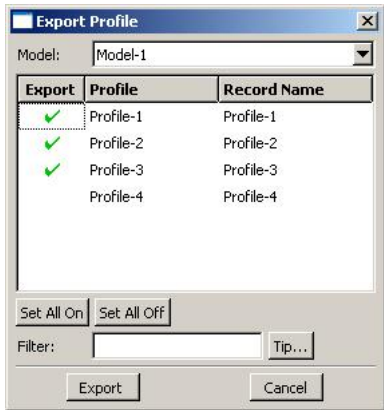 Export Profile
Model: Model-1
Export Profile Record Name
Profile-1 Profile-1
Profile-2 Profile-2
Profile-3 Profile-3
Profile-4 Profile-4
Set All On Set All Off
Filter: Tip...
Export Cancel